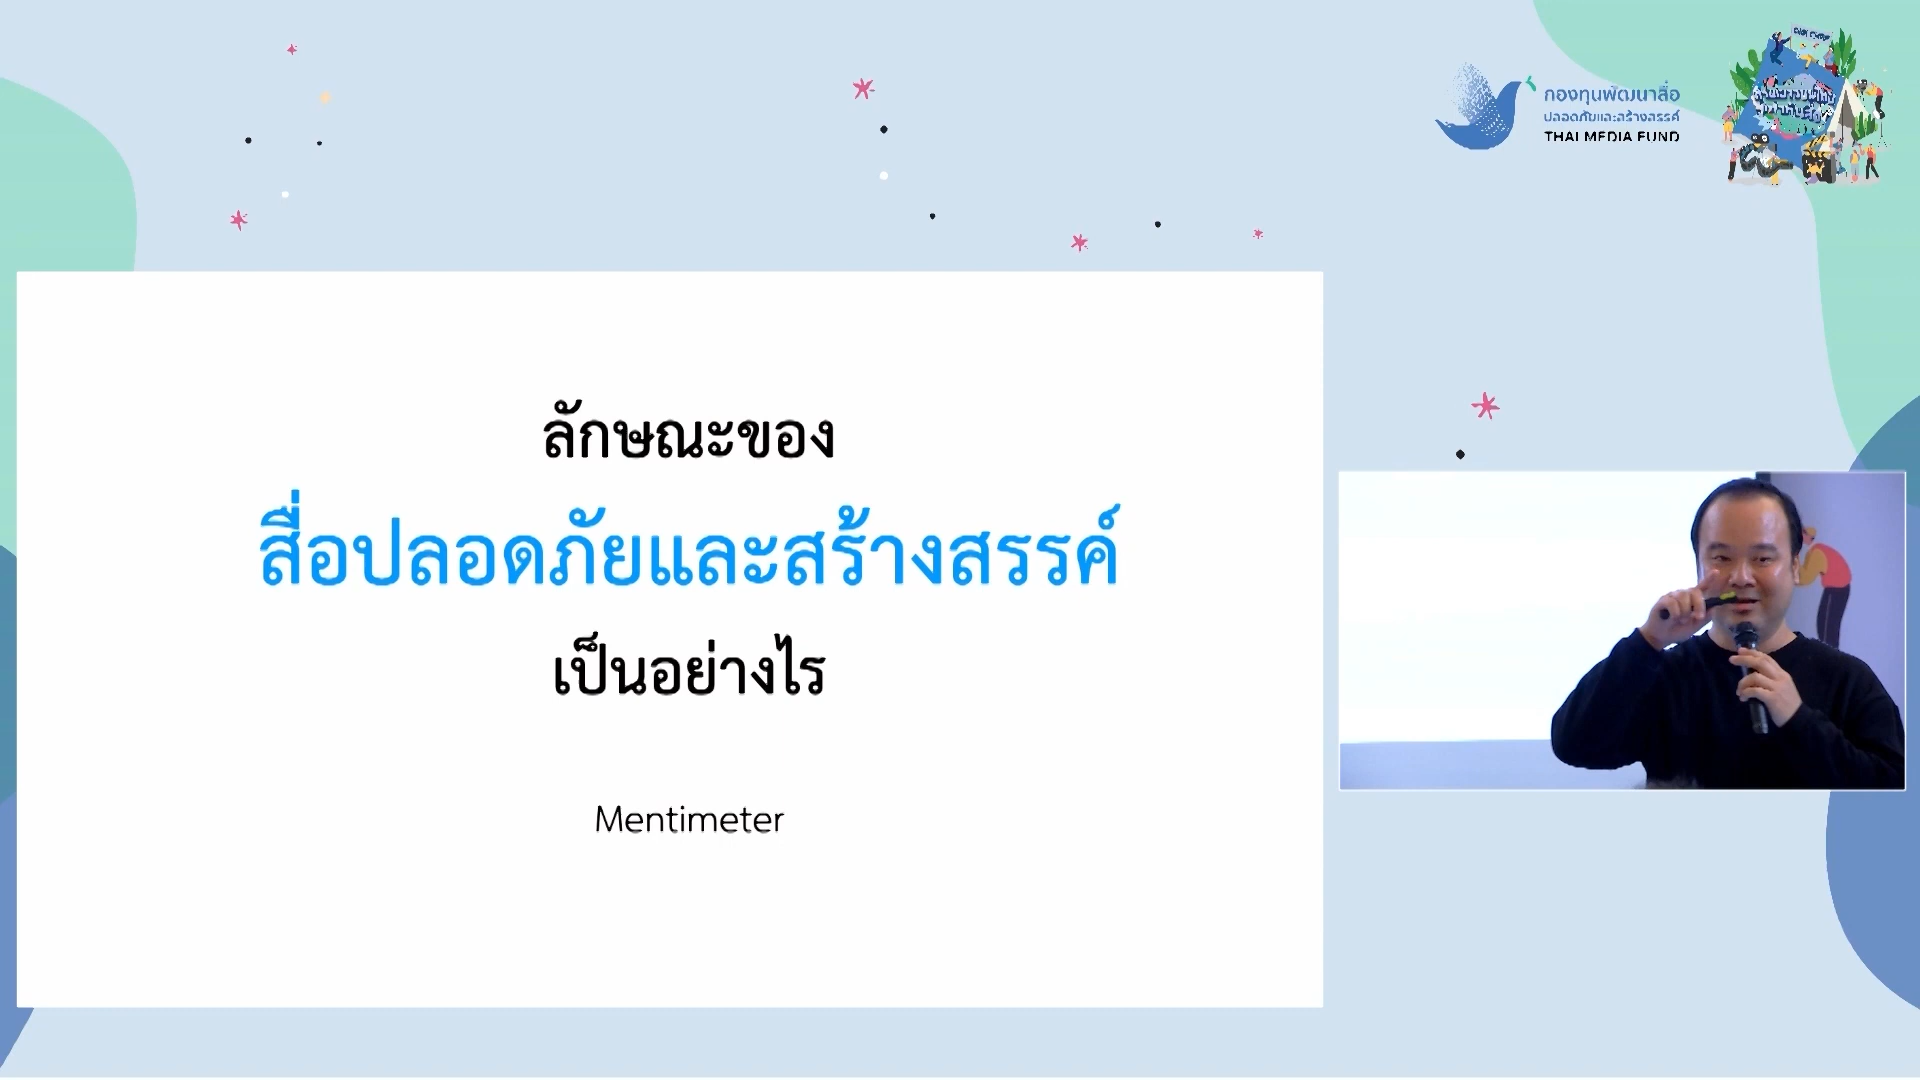 กองทุนพัฒนาสื่อ
ปลอดภัยและสร้างสรรค์
THAI MEDIA FUND
ลักษณะของ
สื่อปลอดภัยและสร้างสรรค์
เป็นอย่างไร
Mentimeter